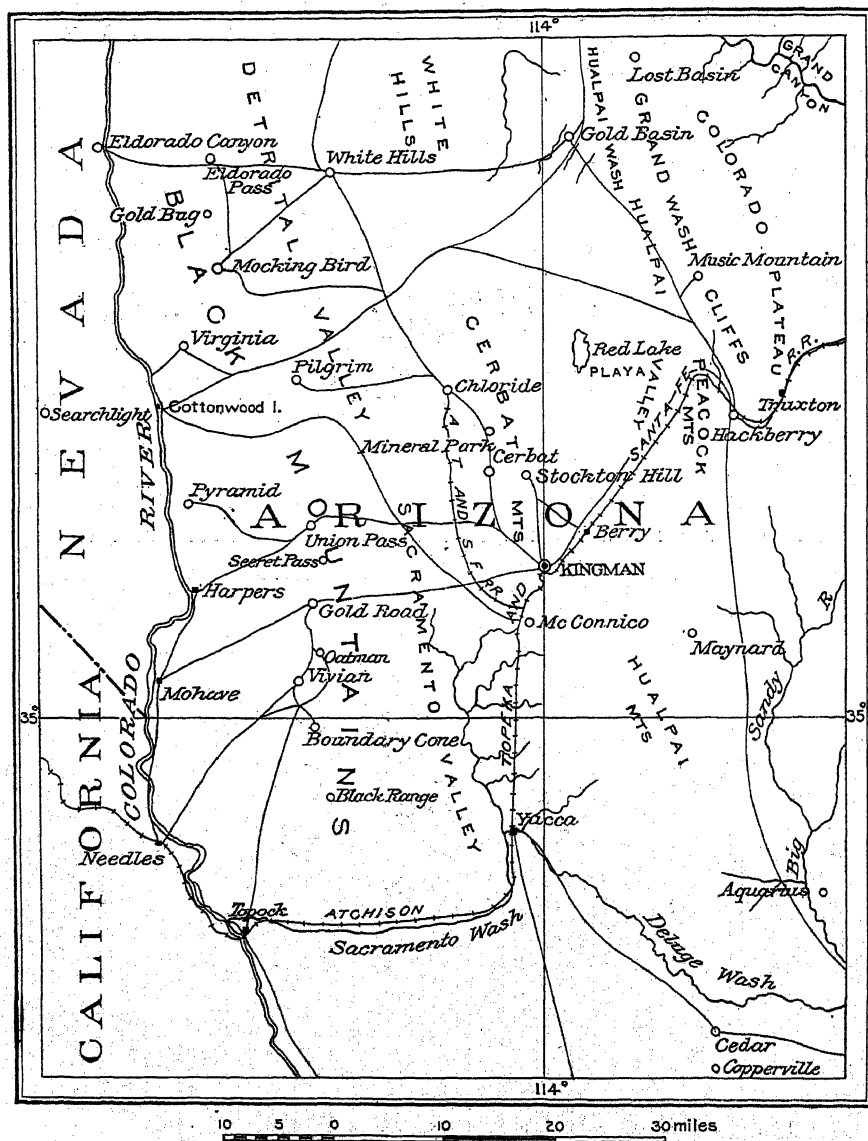 114°
GRAND
CANYON
Lost Basin
WHITE
HILLS
DETRITAL
VALLEY
HUALPAI
WASH
GRAND WASH
CLIFFS
COLORADO
PLATEAU
Eldorado Canyon
Eldorado
Pass
White Hills
Gold Basin
NEVADA
BLACK
MOUNTAINS
Gold Bug
Mocking Bird
HUALPAI
VALLEY
Music Mountain
Virginia
Pilgrim
CERBAT
MTS
Red Lake
PLAYA
Chloride
PEACOCK
MTS
R.R.
Truxton
Searchlight
Cottonwood I.
Mineral Park
Cerbat
SANTA FE
Hackberry
Stockton Hill
RIVER
A T AND S F RR
Pyramid
ARIZONA
Union Pass
Berry
Secret Pass
SACRAMENTO
VALLEY
KINGMAN
Harpers
Gold Road
AND
Mc Connico
Maynard
Big Sandy R
Oatman
HUALPAI
MTS
Vivian
Mohave
35°
35°
CALIFORNIA
COLORADO
TOPEKA
Boundary Cone
Black Range
Yacca
Needles
Aquarius
Topock
ATCHISON
Sacramento Wash
Deluge
Wash
Cedar
Copperville
114°
10 5 0 10 20 30 miles